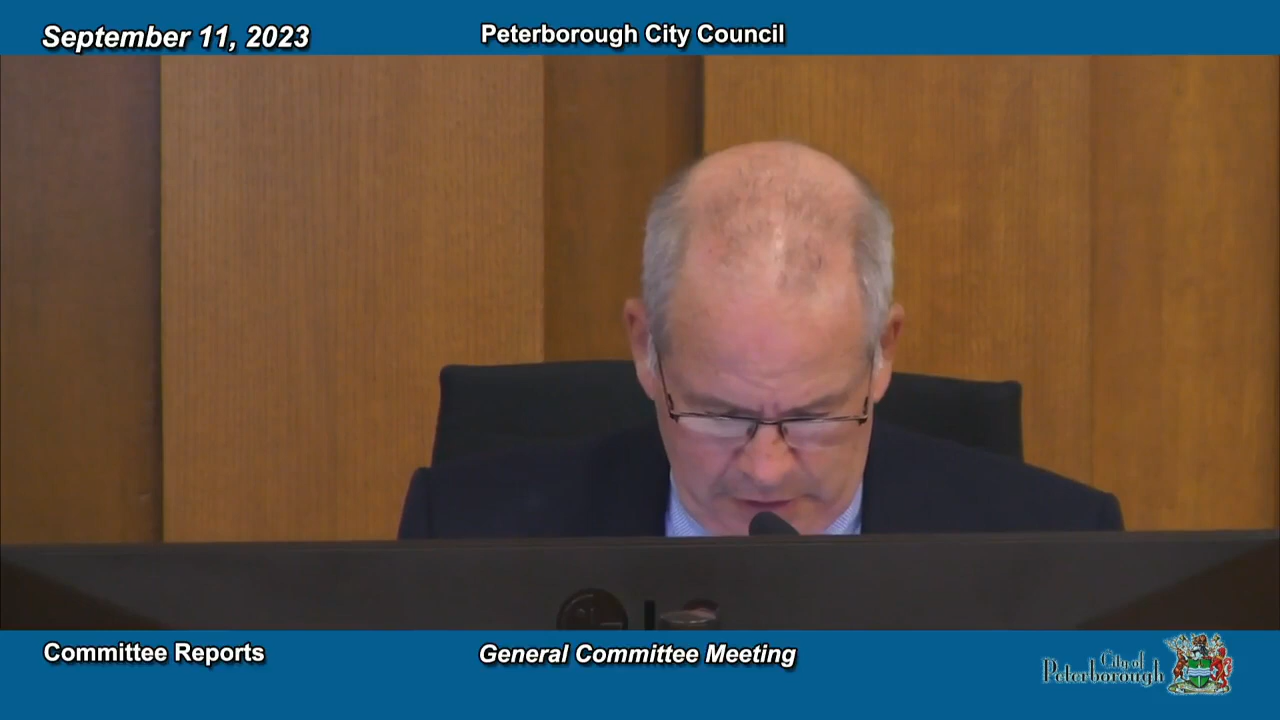 September 11, 2023
Peterborough City Council
Committee Reports
General Committee Meeting
City of
Peterborough